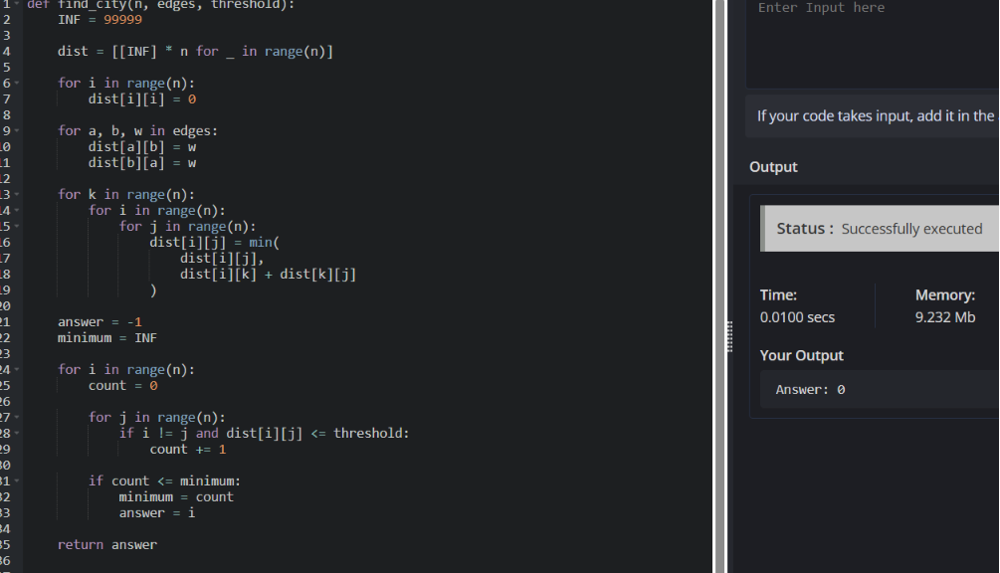 def find_city(n, edges, threshold):
INF = 99999
dist = [[INF] * n for _ in range(n)]
for i in range(n):
dist[i][i] = 0
for a, b, w in edges:
dist[a][b] = w
dist[b][a] = w
for k in range(n):
for i in range(n):
for j in range(n):
dist[i][j] = min(
dist[i][j],
dist[i][k] + dist[k][j]
)
answer = -1
minimum = INF
for i in range(n):
count = 0
for j in range(n):
if i != j and dist[i][j] <= threshold:
count += 1
if count <= minimum:
minimum = count
answer = i
return answer
Enter Input here
If your code takes input, add it in the
Output
Status : Successfully executed
Time:
0.0100 secs
Memory:
9.232 Mb
Your Output
Answer: 0